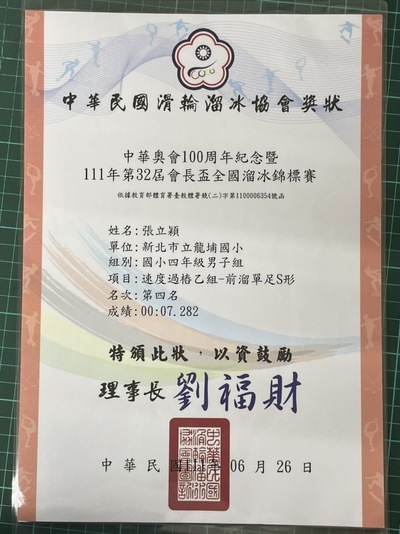 中華民國滑輪溜冰協會獎狀
中華奧會100周年紀念暨
111年第32屆會長盃全國溜冰錦標賽
依據教育部體育署臺教體署競(二)字第1100006354號函
姓名:張立穎
單位:新北市立龍埔國小
組別:國小四年級男子組
項目:速度過樁乙組-前溜單足S形
名次:第四名
成績:00:07.282
特頒此狀,以資鼓勵
理事長 劉福財
中華民國111年06月26日